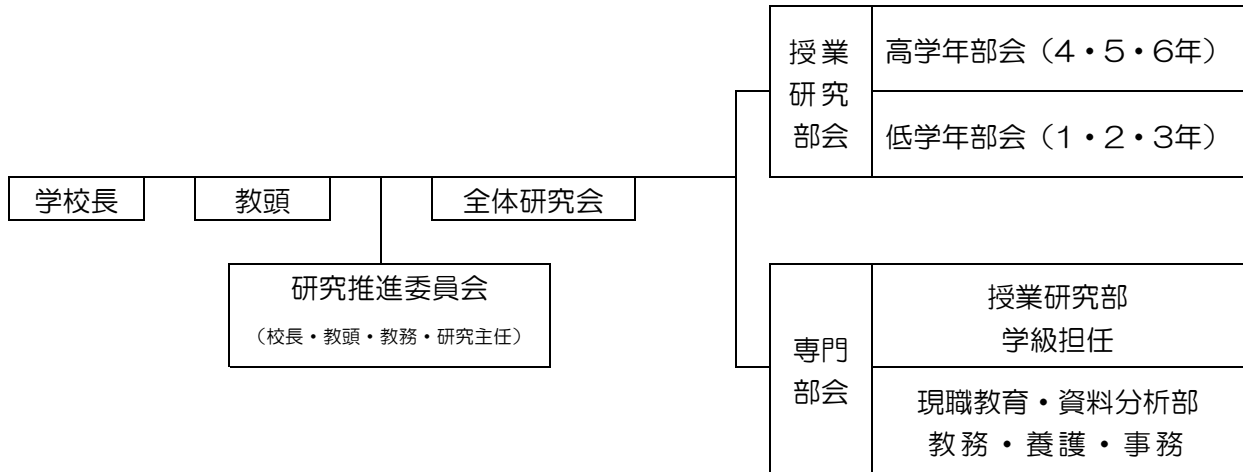 授業
研究
部会
高学年部会（4・5・6年）
低学年部会（1・2・3年）
学校長
教頭
全体研究会
研究推進委員会
（校長・教頭・教務・研究主任）
専門
部会
授業研究部
学級担任
現職教育・資料分析部
教務・養護・事務